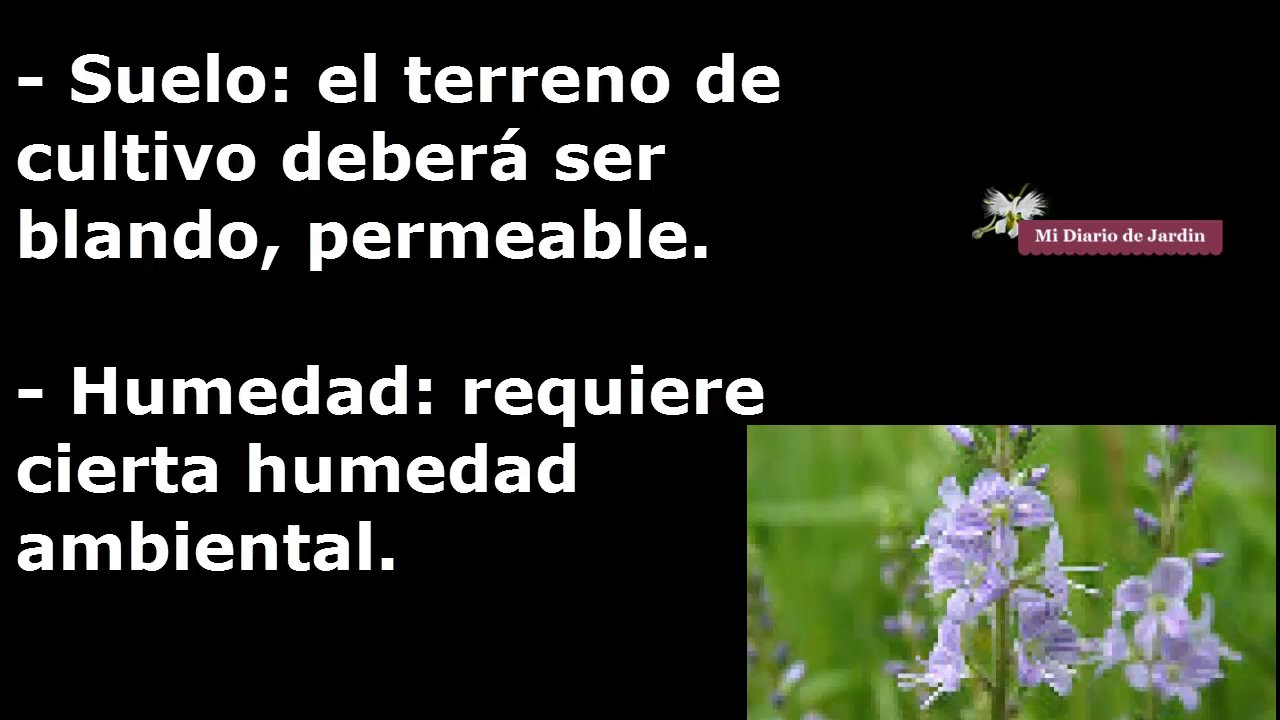 - Suelo: el terreno de
cultivo deberá ser
blando, permeable.
Mi Diario de Jardin
- Humedad: requiere
cierta humedad
ambiental.